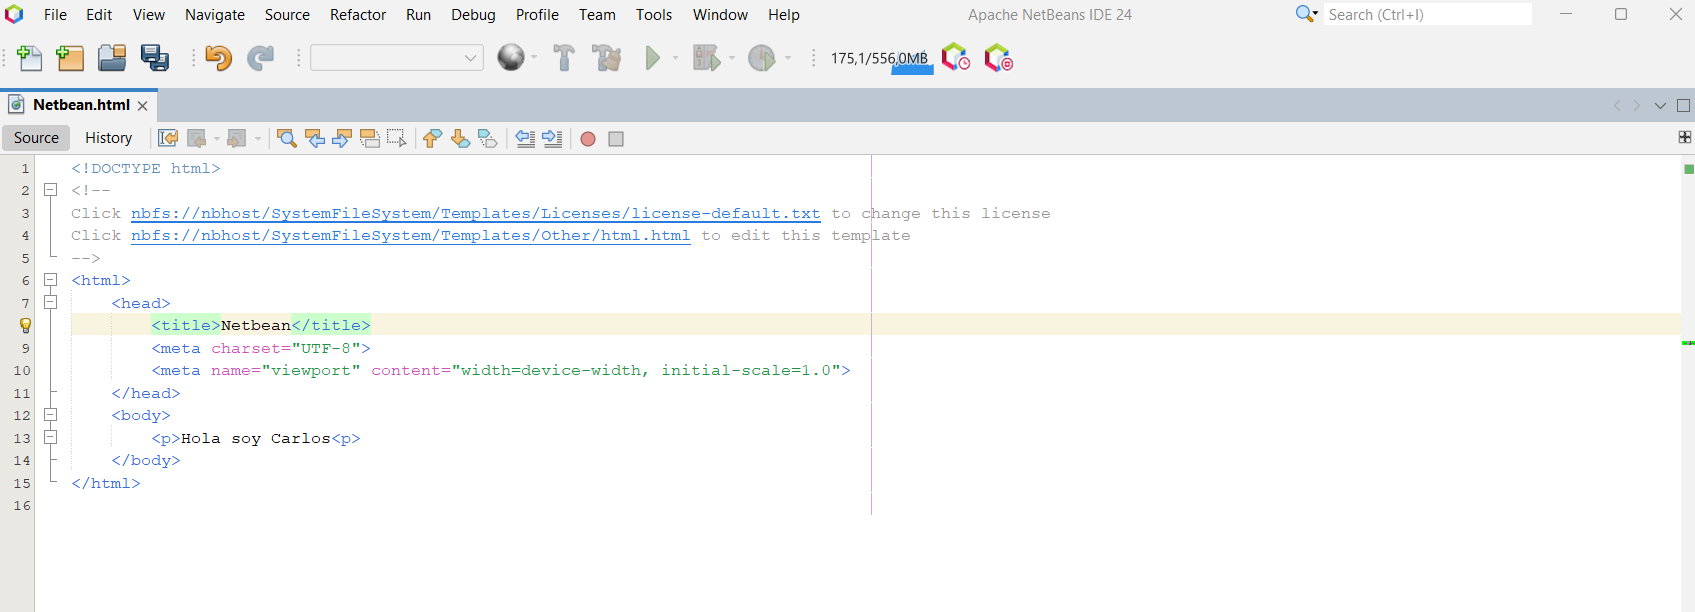 File Edit View Navigate Source Refactor Run Debug Profile Team Tools Window Help Apache NetBeans IDE 24 Search (Ctrl+I)
175,1/556,0MB
Netbean.html
Source History
1 <!DOCTYPE html>
2 <!--
3 Click nbfs://nbhost/SystemFileSystem/Templates/Licenses/license-default.txt to change this license
4 Click nbfs://nbhost/SystemFileSystem/Templates/Other/html.html to edit this template
5 -->
6 <html>
7 <head>
<title>Netbean</title>
9 <meta charset="UTF-8">
10 <meta name="viewport" content="width=device-width, initial-scale=1.0">
11 </head>
12 <body>
13 <p>Hola soy Carlos<p>
14 </body>
15 </html>
16